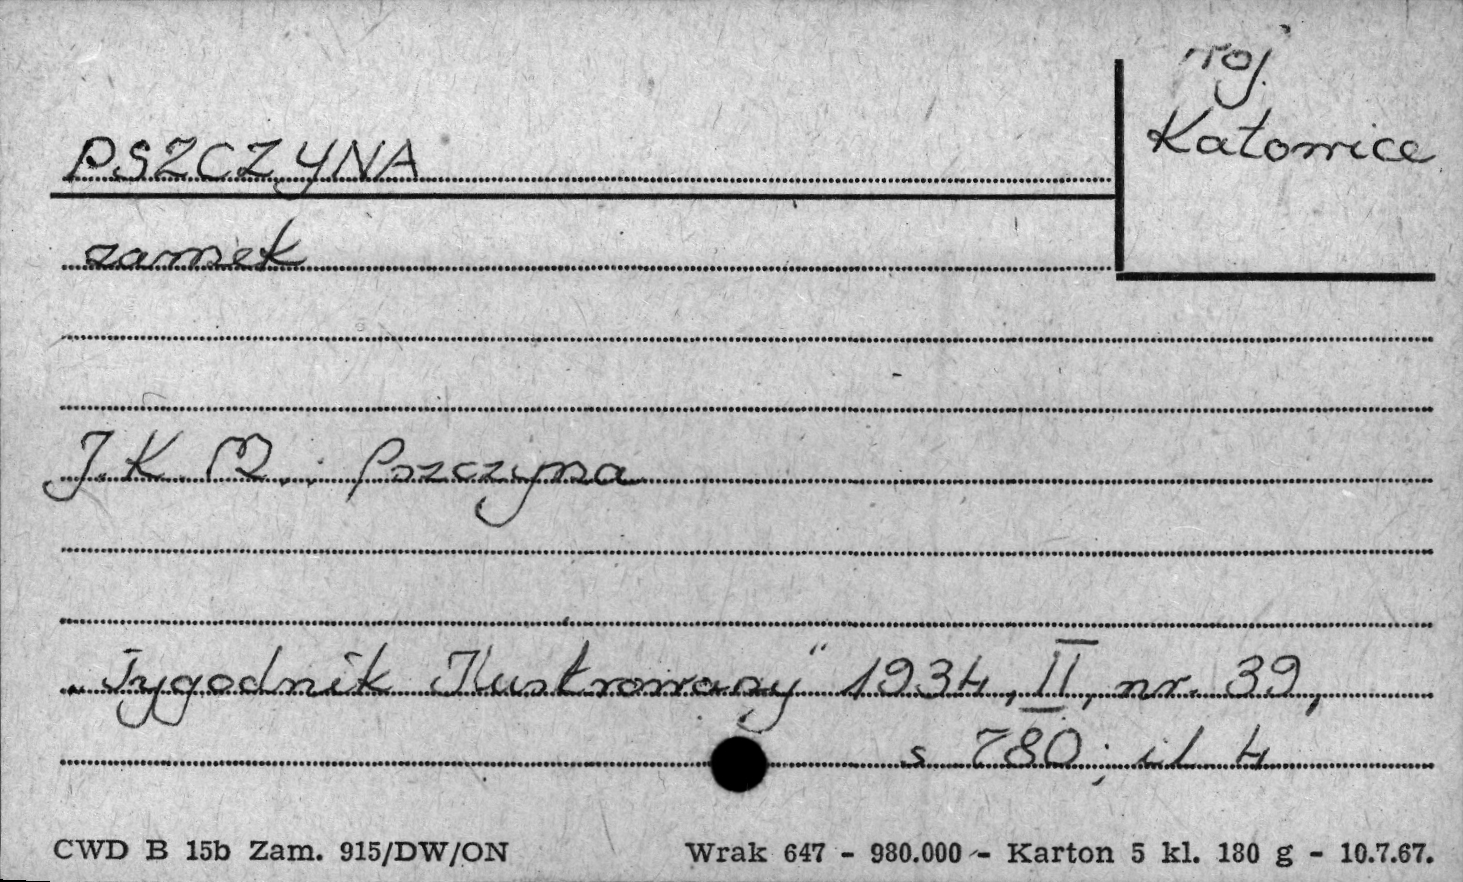 woj.
Katowice
PSZCZYNA
zamek
J.K.M.: Pszczyna
"Tygodnik Ilustrowany" 1934, II, nr. 39,
s 780; il 4
CWD B 15b Zam. 915/DW/ON Wrak 647 - 980.000 - Karton 5 kl. 180 g - 10.7.67.